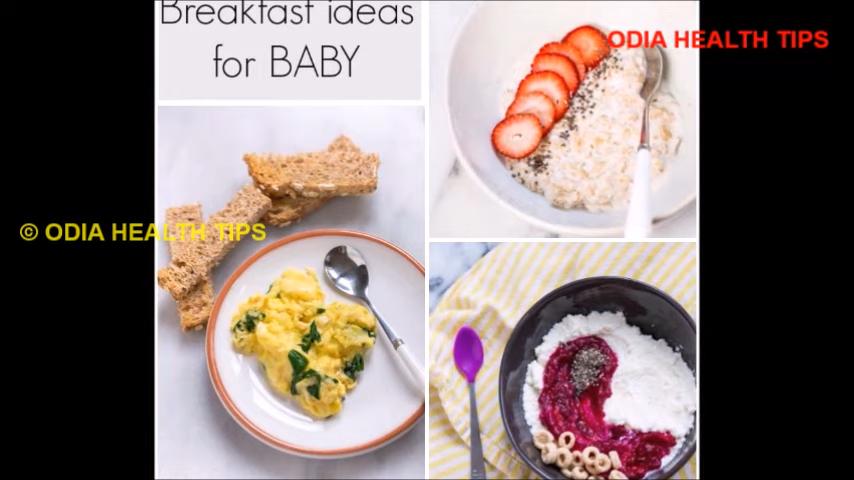 Breakfast ideas
for BABY
ODIA HEALTH TIPS
© ODIA HEALTH TIPS